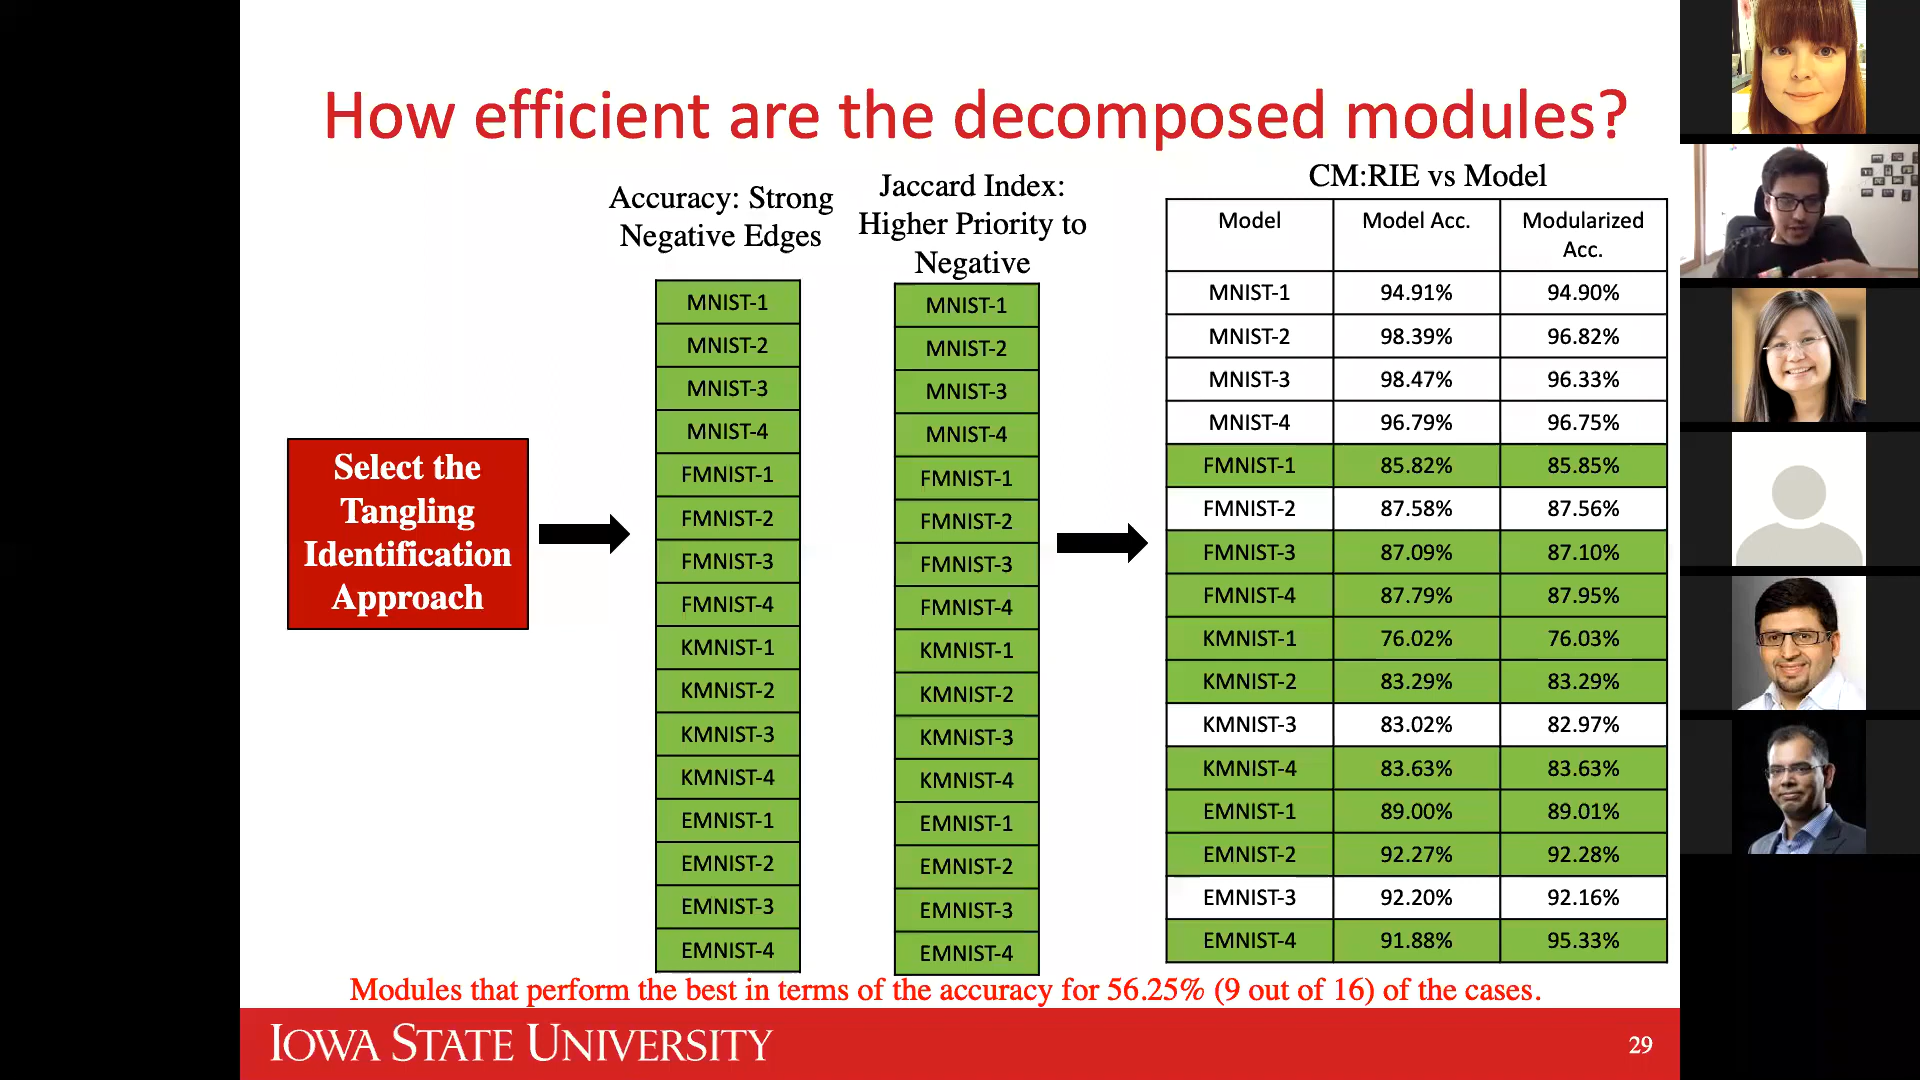 How efficient are the decomposed modules?
Select the
Tangling
Identification
Approach
Accuracy: Strong
Negative Edges
MNIST-1
MNIST-2
MNIST-3
MNIST-4
FMNIST-1
FMNIST-2
FMNIST-3
FMNIST-4
KMNIST-1
KMNIST-2
KMNIST-3
KMNIST-4
EMNIST-1
EMNIST-2
EMNIST-3
EMNIST-4
Jaccard Index:
Higher Priority to
Negative
MNIST-1
MNIST-2
MNIST-3
MNIST-4
FMNIST-1
FMNIST-2
FMNIST-3
FMNIST-4
KMNIST-1
KMNIST-2
KMNIST-3
KMNIST-4
EMNIST-1
EMNIST-2
EMNIST-3
EMNIST-4
CM:RIE vs Model
Model Model Acc. Modularized
Acc.
MNIST-1 94.91% 94.90%
MNIST-2 98.39% 96.82%
MNIST-3 98.47% 96.33%
MNIST-4 96.79% 96.75%
FMNIST-1 85.82% 85.85%
FMNIST-2 87.58% 87.56%
FMNIST-3 87.09% 87.10%
FMNIST-4 87.79% 87.95%
KMNIST-1 76.02% 76.03%
KMNIST-2 83.29% 83.29%
KMNIST-3 83.02% 82.97%
KMNIST-4 83.63% 83.63%
EMNIST-1 89.00% 89.01%
EMNIST-2 92.27% 92.28%
EMNIST-3 92.20% 92.16%
EMNIST-4 91.88% 95.33%
Modules that perform the best in terms of the accuracy for 56.25% (9 out of 16) of the cases.
IOWA STATE UNIVERSITY
29